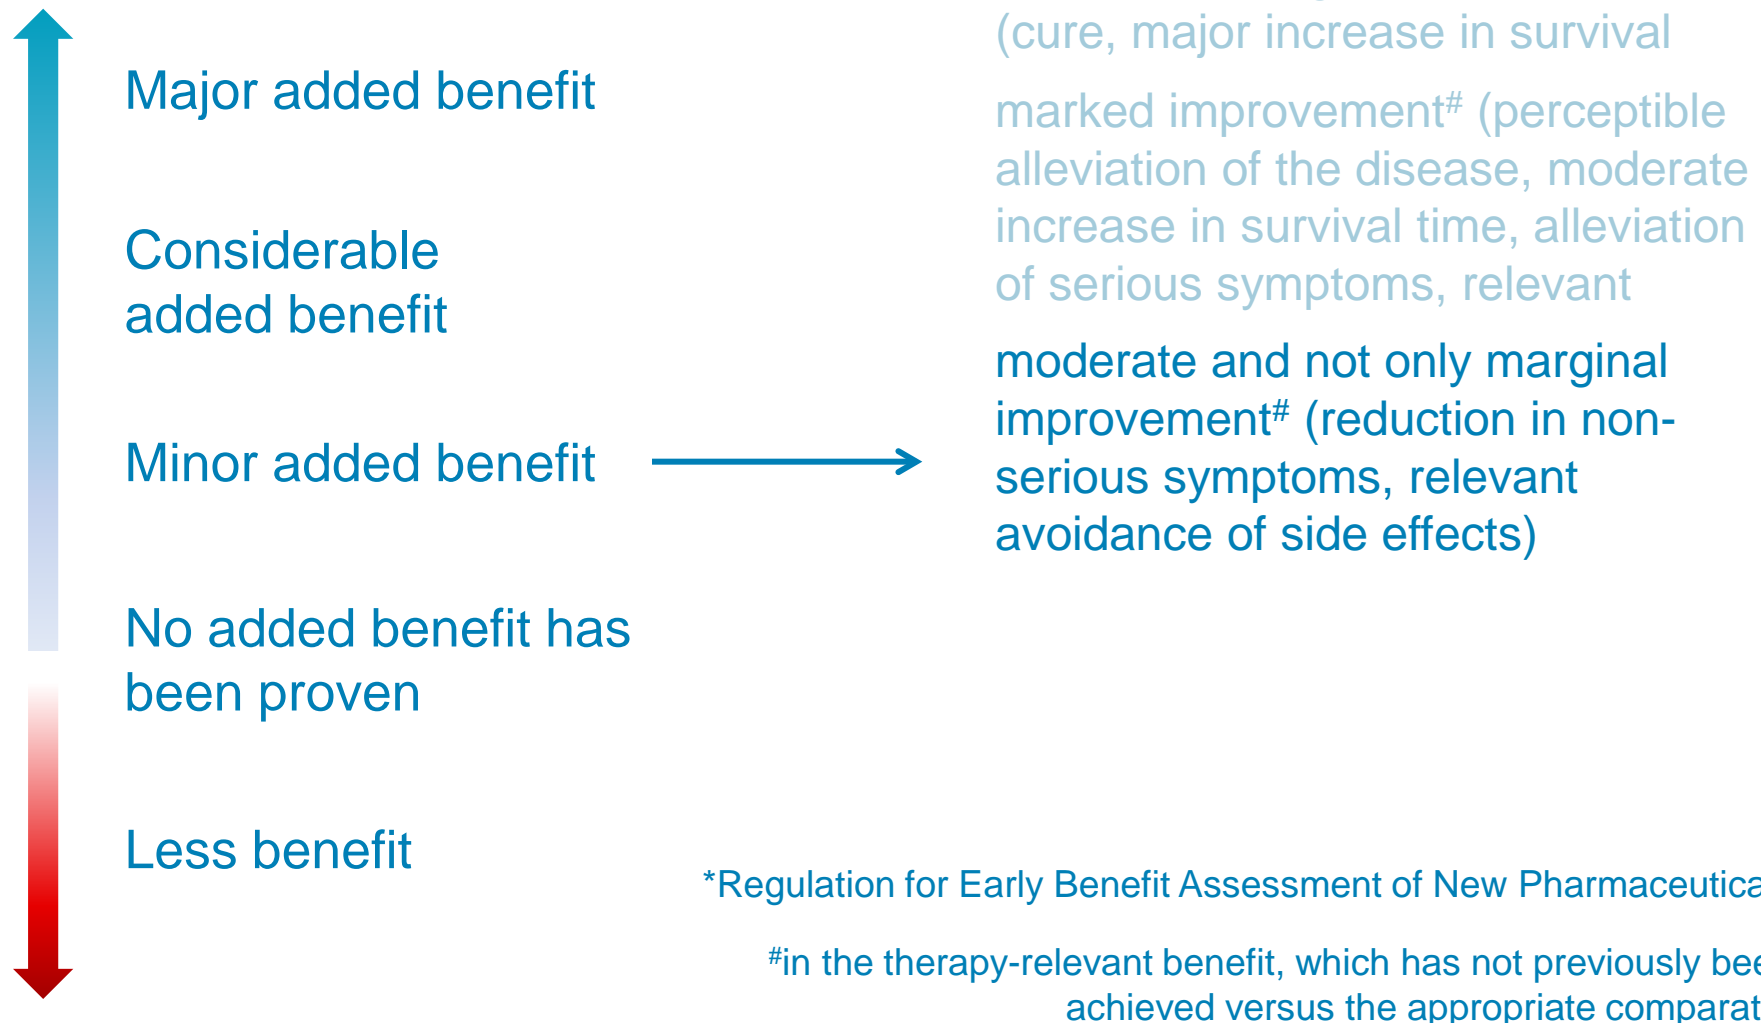 Major added benefit
Considerable
added benefit
Minor added benefit
No added benefit has
been proven
Less benefit
(cure, major increase in survival
marked improvement# (perceptible
alleviation of the disease, moderate
increase in survival time, alleviation
of serious symptoms, relevant
moderate and not only marginal
improvement# (reduction in non-
serious symptoms, relevant
avoidance of side effects)
*Regulation for Early Benefit Assessment of New
#in the therapy-relevant benefit, which has not previously
achieved versus the appropriate